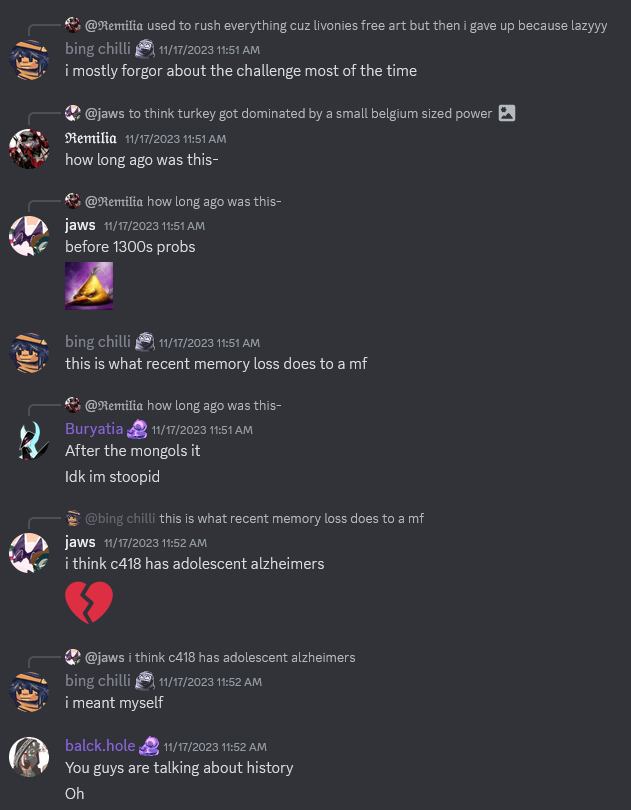 @ℜ𝔢𝔪𝔦𝔩𝔦𝔞 used to rush everything cuz livonies free art but then i gave up because lazyyy
bing chilli 11/17/2023 11:51 AM
i mostly forgor about the challenge most of the time
@jaws to think turkey got dominated by a small belgium sized power
ℜ𝔢𝔪𝔦𝔩𝔦𝔞 11/17/2023 11:51 AM
how long ago was this-
@ℜ𝔢𝔪𝔦𝔩𝔦𝔞 how long ago was this-
jaws 11/17/2023 11:51 AM
before 1300s probs
bing chilli 11/17/2023 11:51 AM
this is what recent memory loss does to a mf
@ℜ𝔢𝔪𝔦𝔩𝔦𝔞 how long ago was this-
Buryatia 11/17/2023 11:51 AM
After the mongols it
Idk im stoopid
@bing chilli this is what recent memory loss does to a mf
jaws 11/17/2023 11:52 AM
i think c418 has adolescent alzheimers
@jaws i think c418 has adolescent alzheimers
bing chilli 11/17/2023 11:52 AM
i meant myself
balck.hole 11/17/2023 11:52 AM
You guys are talking about history
Oh